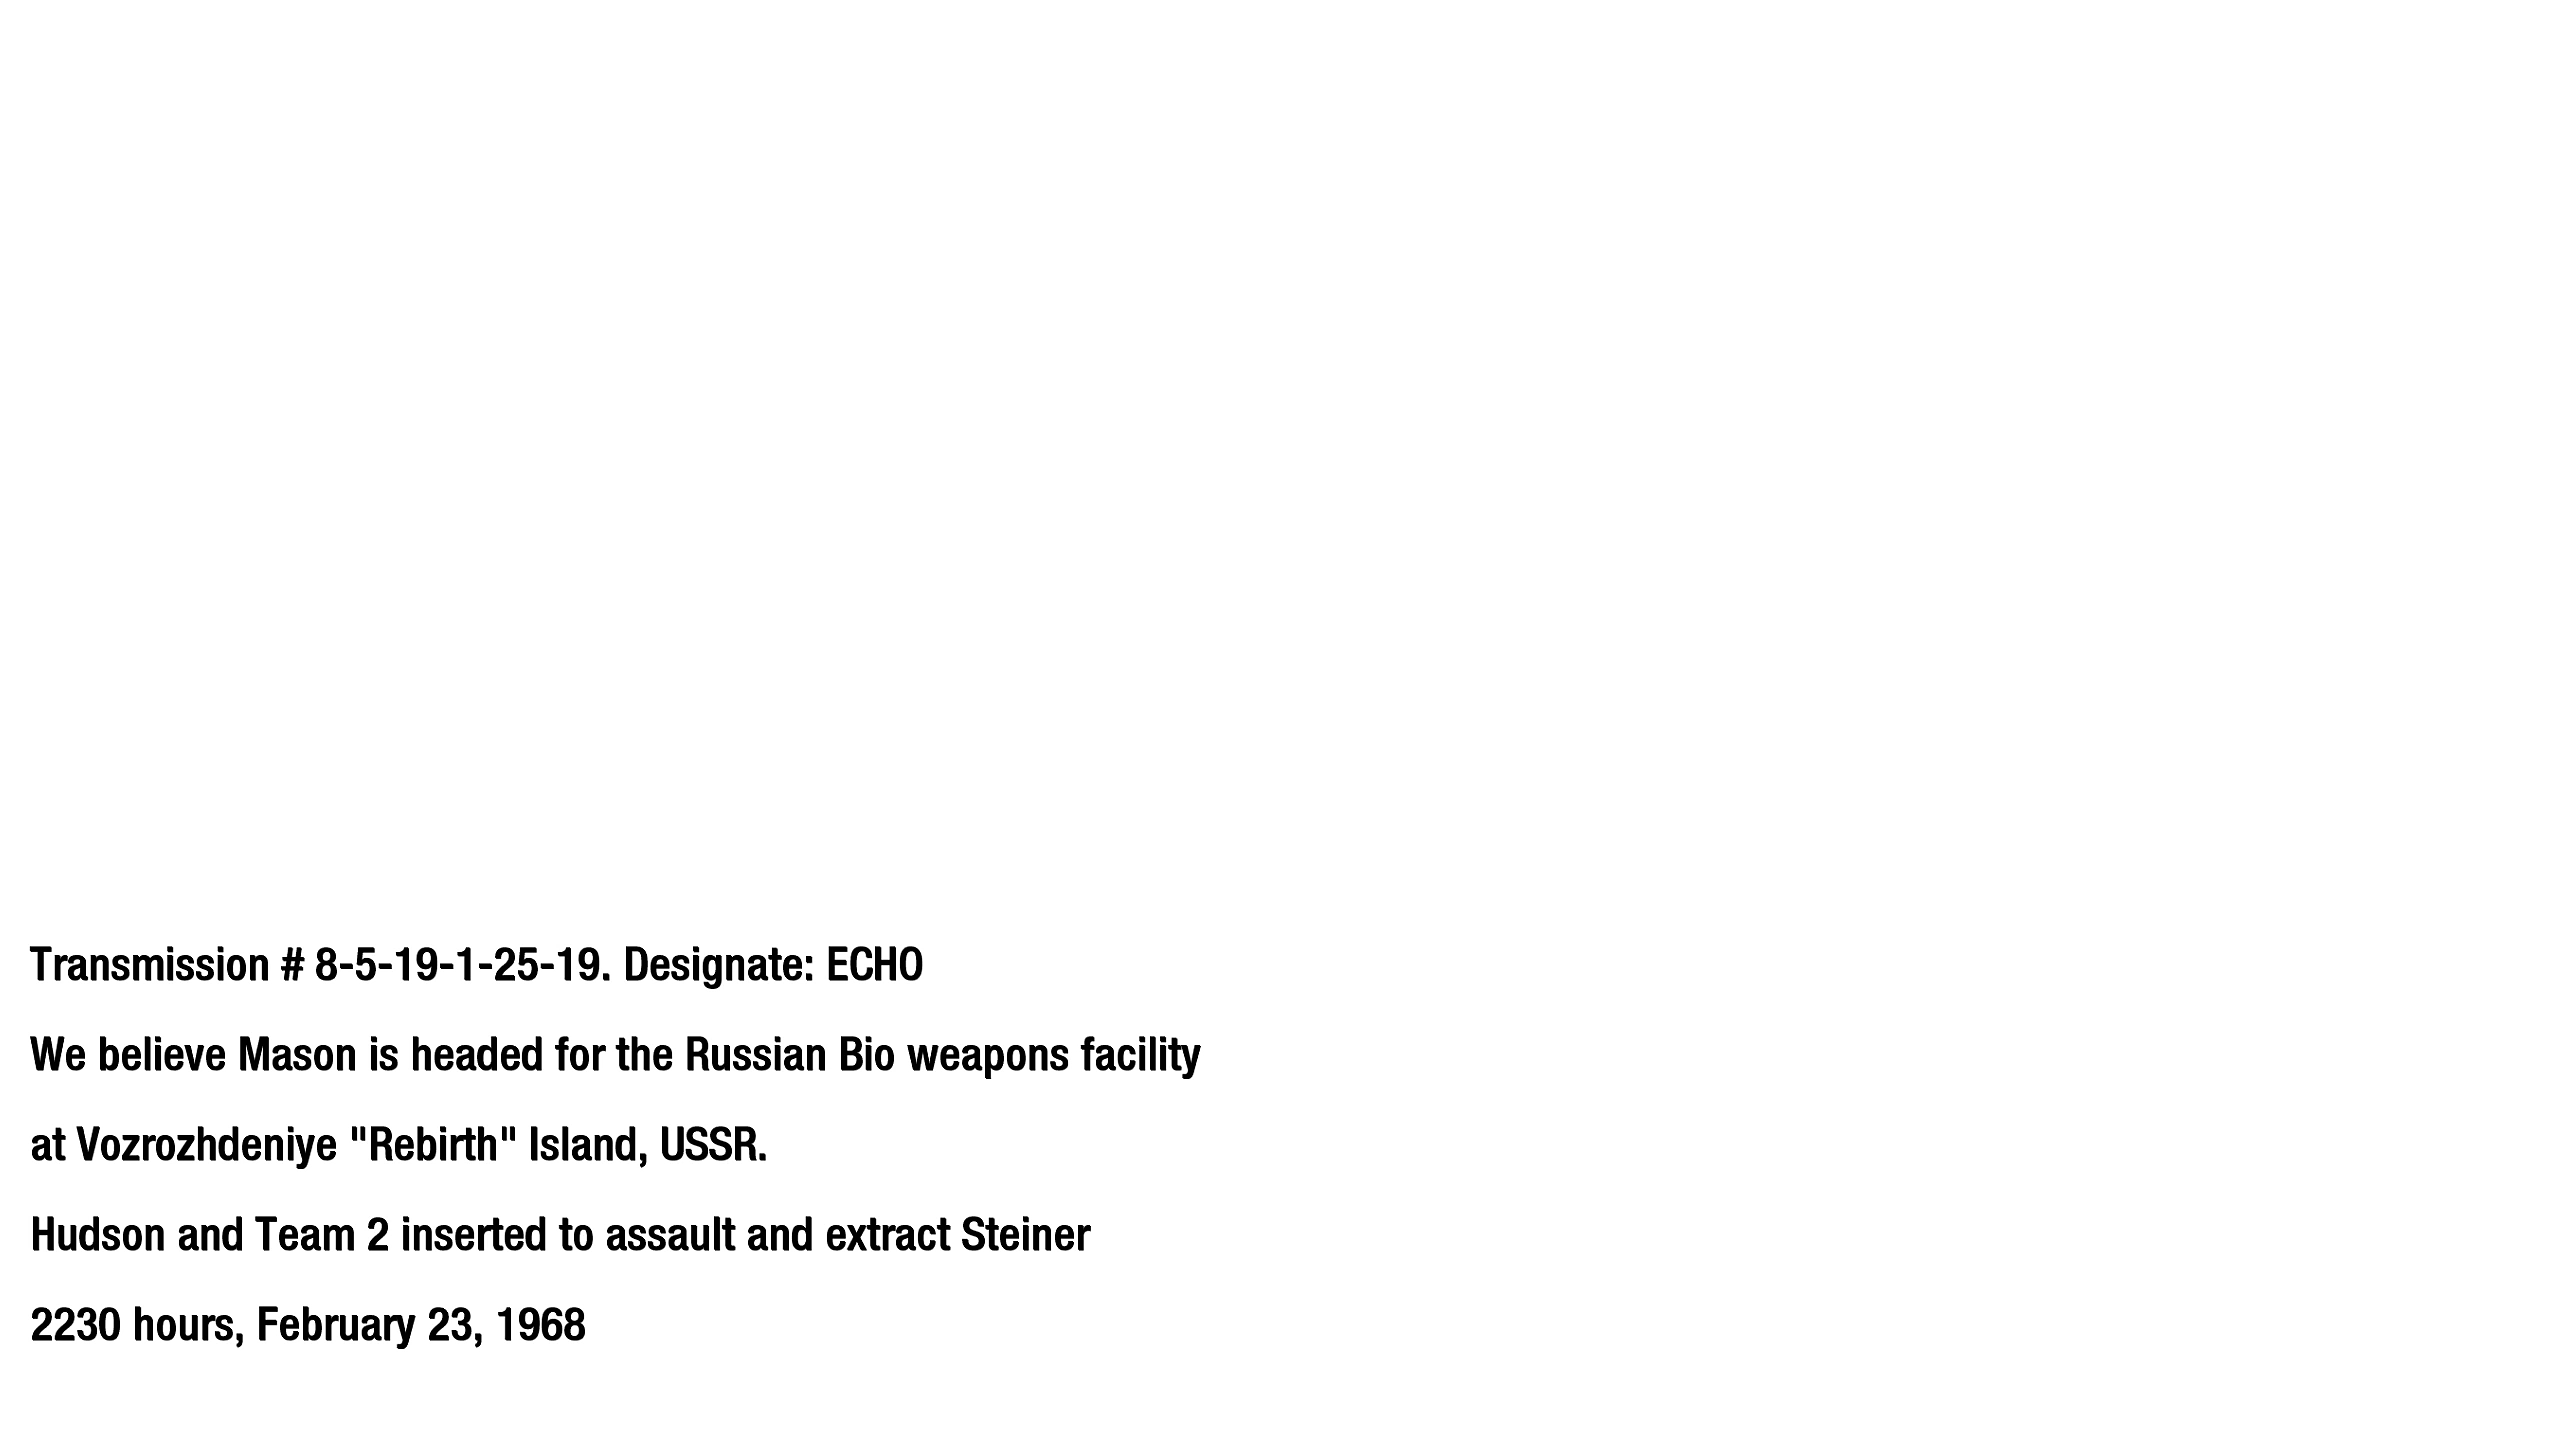 Transmission # 8-5-19-1-25-19. Designate: ECHO
We believe Mason is headed for the Russian Bio weapons facility
at Vozrozhdeniye "Rebirth" Island, USSR.
Hudson and Team 2 inserted to assault and extract Steiner
2230 hours, February 23, 1968